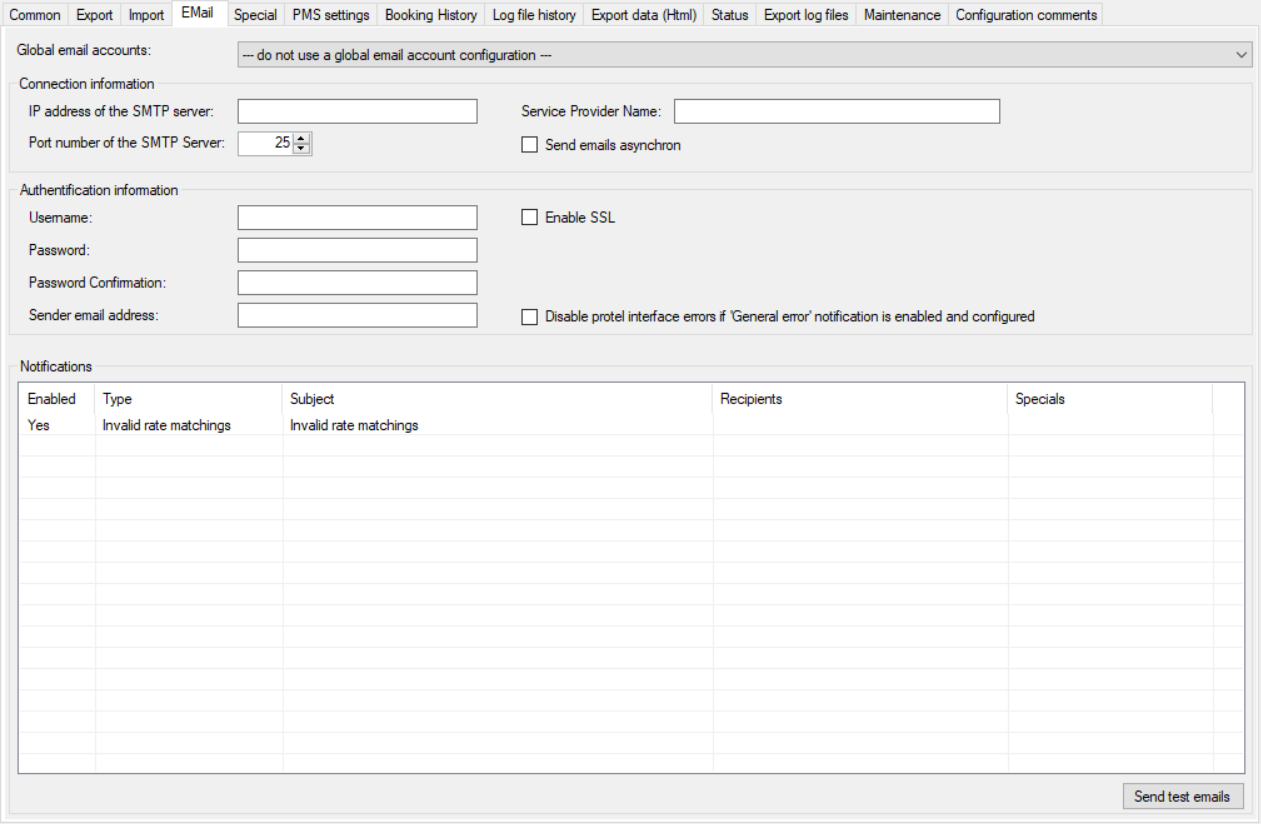 Common Export Import EMail Special PMS settings Booking History Log file history Export data (Html) Status Export log files Maintenance Configuration comments
Global email accounts: --- do not use a global email account configuration ---
Connection information
IP address of the SMTP server: Service Provider Name:
Port number of the SMTP Server: 25 Send emails asynchron
Authentification information
Username: Enable SSL
Password:
Password Confirmation:
Sender email address: Disable protel interface errors if 'General error' notification is enabled and configured
Notifications
Enabled Type Subject Recipients Specials
Yes Invalid rate matchings Invalid rate matchings
Send test emails